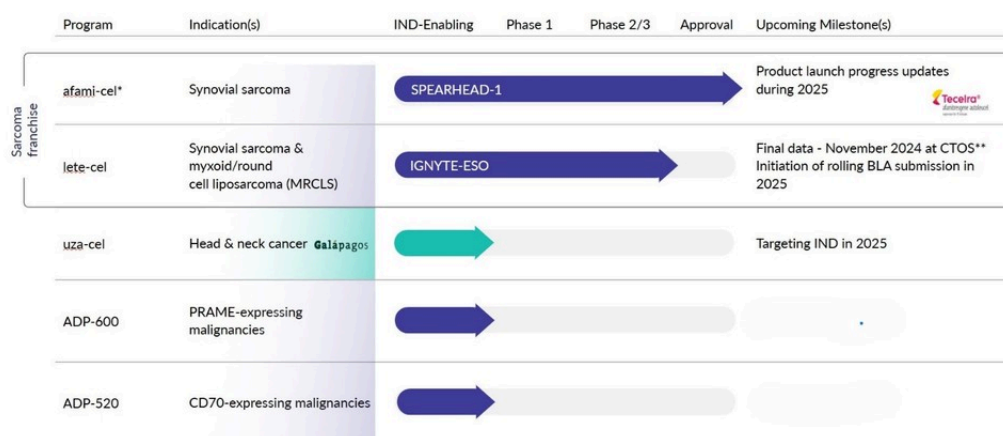 Program Indication(s) IND-Enabling Phase 1 Phase 2/3 Approval Upcoming Milestone(s)
Sarcoma
franchise
afami-cel* Synovial sarcoma SPEARHEAD-1
Product launch progress updates
during 2025
Tecelra®
lete-cel
Synovial sarcoma &
myxoid/round
cell liposarcoma (MRCLS)
IGNYTE-ESO
Final data - November 2024 at CTOS**
Initiation of rolling BLA submission in
2025
uza-cel Head & neck cancer Galápagos Targeting IND in 2025
ADP-600
PRAME-expressing
malignancies
ADP-520 CD70-expressing malignancies